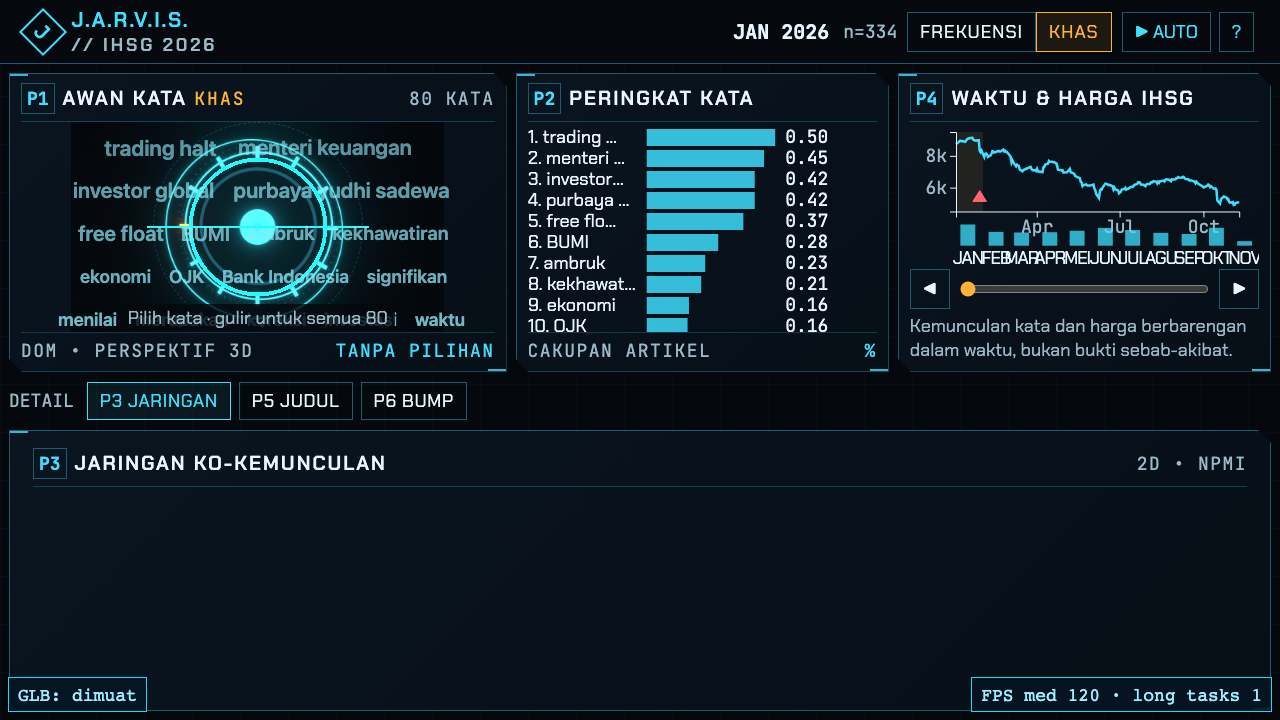 J.A.R.V.I.S.
// IHSG 2026
JAN 2026 n=334 FREKUENSI KHAS ▶ AUTO ?
P1 AWAN KATA KHAS 80 KATA
trading halt menteri keuangan
investor global purbaya yudhi sadewa
free float BUMI ambruk kekhawatiran
ekonomi OJK Bank Indonesia signifikan
menilai Pilih kata · gulir untuk semua 80 waktu
DOM • PERSPEKTIF 3D TANPA PILIHAN
P2 PERINGKAT KATA
1. trading ... 0.50
2. menteri ... 0.45
3. investor... 0.42
4. purbaya ... 0.42
5. free flo... 0.37
6. BUMI 0.28
7. ambruk 0.23
8. kekhawat... 0.21
9. ekonomi 0.16
10. OJK 0.16
CAKUPAN ARTIKEL %
P4 WAKTU & HARGA IHSG
8k
6k
Apr Jul Oct
JAN FEB MAR APR MEI JUN JUL AGU SEP OKT NOV
◀ ▶
Kemunculan kata dan harga berbarengan
dalam waktu, bukan bukti sebab-akibat.
DETAIL P3 JARINGAN P5 JUDUL P6 BUMP
P3 JARINGAN KO-KEMUNCULAN 2D • NPMI
GLB: dimuat
FPS med 120 · long tasks 1